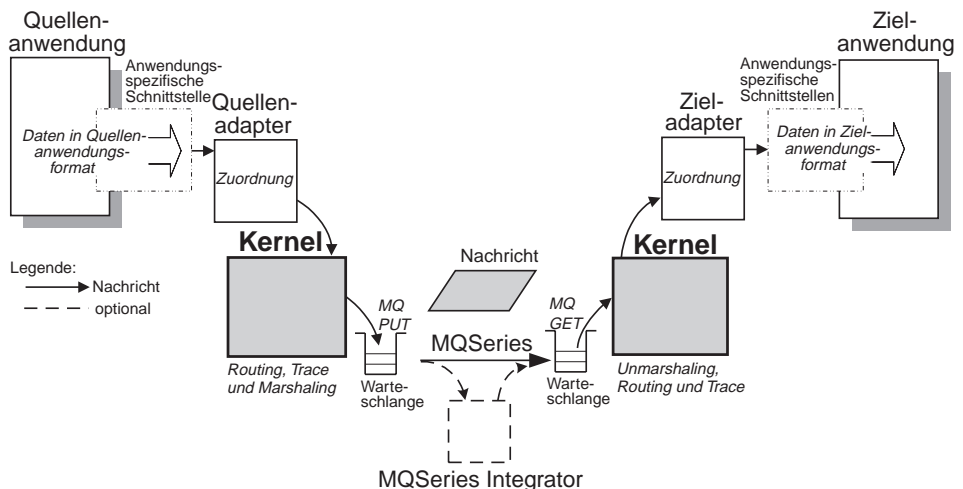 Quellen-
anwendung
Anwendungs-
spezifische
Schnittstelle
Daten in Quellen-
anwendungs-
format
Quellen-
adapter
Zuordnung
Kernel
Routing, Trace
und Marshaling
Legende:
Nachricht
optional
MQ
PUT
Warte-
schlange
Nachricht
MQSeries
MQSeries Integrator
MQ
GET
Warte-
schlange
Kernel
Unmarshaling,
Routing und Trace
Ziel-
adapter
Zuordnung
Anwendungs-
spezifische
Schnittstellen
Daten in Ziel-
anwendungs-
format
Ziel-
anwendung